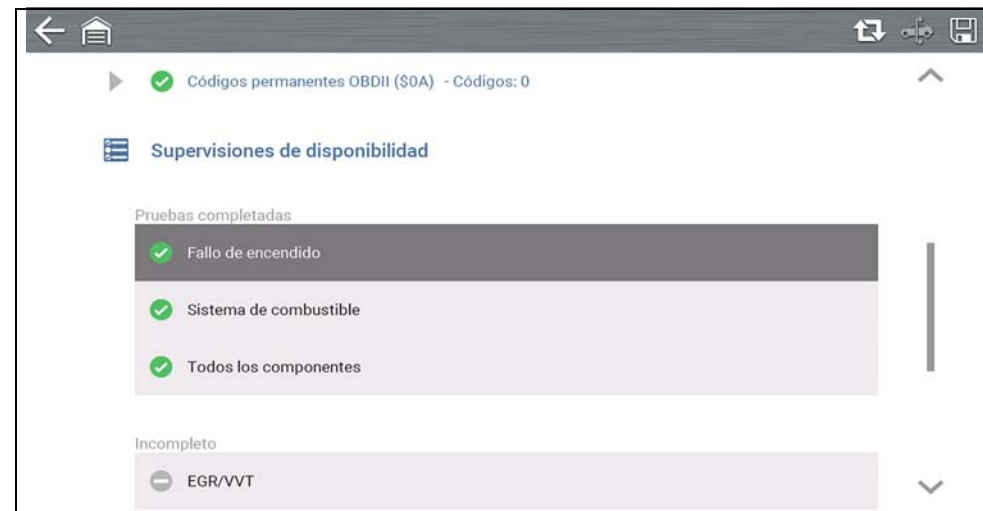 Códigos permanentes OBDII ($0A) - Códigos: 0
Supervisiones de disponibilidad
Pruebas completadas
Fallo de encendido
Sistema de combustible
Todos los componentes
Incompleto
EGR/VVT